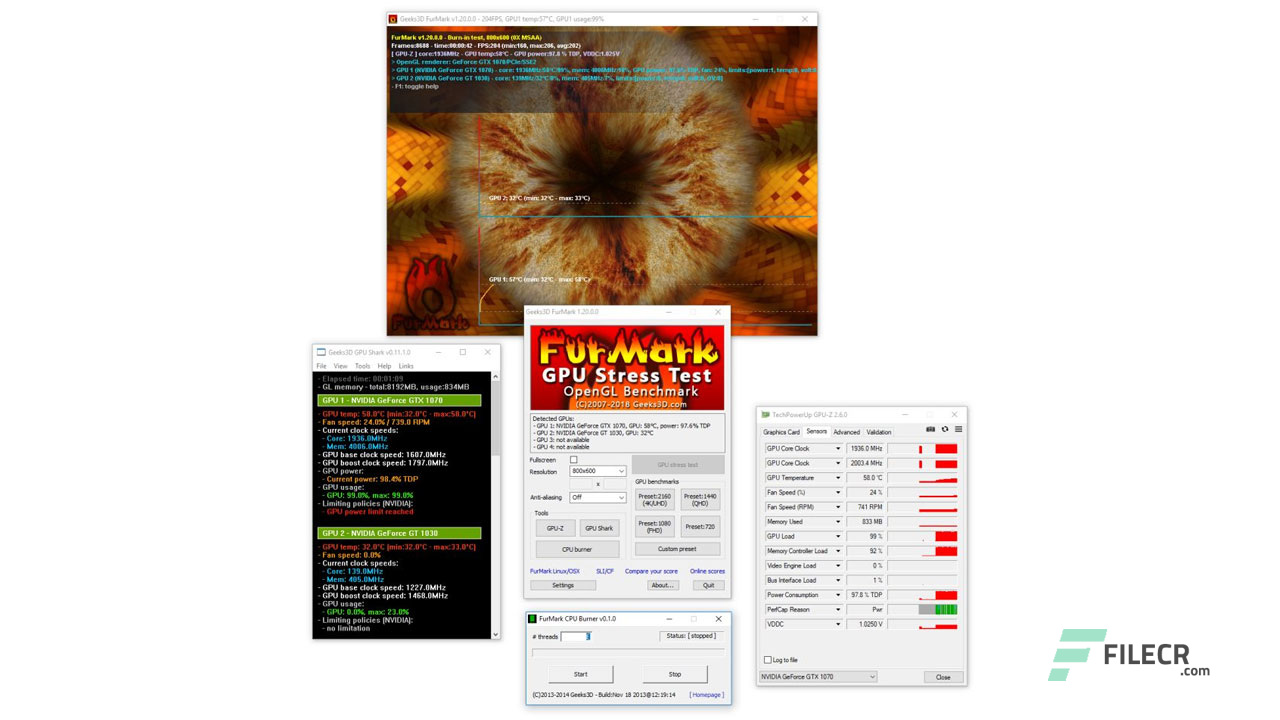 Geeks3D FurMark v1.20.0.0 - 204FPS, GPU1 temp:57°C, GPU1 usage:99%
FurMark v1.20.0.0 - Burn-in test, 800x600 (0X MSAA)
Frames:8688 - time:00:00:42 - FPS:204 (min:160, max:206, avg:202)
[ GPU-Z ] core:1936MHz - GPU temp:58°C - GPU power:97.8 % TDP, VDDC:1.025V
> OpenGL renderer: GeForce GTX 1070/PCIe/SSE2
> GPU 1 (NVIDIA GeForce GTX 1070) - core: 1936MHz/58°C/99%, mem: 4006MHz
fan: 24%, limits:[power:1, temp:0,
> GPU 2 (NVIDIA GeForce GT 1030) - core: 139MHz/32°C/0%, mem: 405MHz
- F1: toggle help
GPU 2: 32°C (min: 32°C - max: 33°C)
GPU 1: 57°C (min: 32°C - max: 58°C)
FurMark
Geeks3D FurMark 1.20.0.0
FurMark
GPU Stress Test
OpenGL Benchmark
(C)2007-2018 Geeks3D.com
Detected GPUs:
- GPU 1: NVIDIA GeForce GTX 1070, GPU: 58°C, power: 97.6% TDP
- GPU 2: NVIDIA GeForce GT 1030, GPU: 32°C
- GPU 3: not available
- GPU 4: not available
Fullscreen
GPU stress test
Resolution
800x600
x
GPU benchmarks
Anti-aliasing
Off
Preset:2160
(4K/UHD)
Preset:1440
(QHD)
Tools
GPU-Z
GPU Shark
Preset:1080
(FHD)
Preset:720
CPU burner
Custom preset
FurMark Linux/OSX
SLI/CF
Compare your score
Online scores
Settings
About...
Quit
Geeks3D GPU Shark v0.11.1.0
File View Tools Help Links
- Elapsed time: 00:01:09
- GL memory - total:8192MB, usage:834MB
GPU 1 - NVIDIA GeForce GTX 1070
- GPU temp: 58.0°C (min:32.0°C - max:58.0°C)
- Fan speed: 24.0% / 739.0 RPM
- Current clock speeds:
- Core: 1936.0MHz
- Mem: 4006.0MHz
- GPU base clock speed: 1607.0MHz
- GPU boost clock speed: 1797.0MHz
- GPU power:
- Current power: 98.4% TDP
- GPU usage:
- GPU: 99.0%, max: 99.0%
- Limiting policies (NVIDIA):
- GPU power limit reached
GPU 2 - NVIDIA GeForce GT 1030
- GPU temp: 32.0°C (min:32.0°C - max:33.0°C)
- Fan speed: 0.0%
- Current clock speeds:
- Core: 139.0MHz
- Mem: 405.0MHz
- GPU base clock speed: 1227.0MHz
- GPU boost clock speed: 1468.0MHz
- GPU usage:
- GPU: 0.0%, max: 23.0%
- Limiting policies (NVIDIA):
- no limitation
FurMark CPU Burner v0.1.0
# threads
Status: [ stopped ]
Start
Stop
(C)2013-2014 Geeks3D - Build:Nov 18 2013@12:19:14
[ Homepage ]
TechPowerUp GPU-Z 2.6.0
Graphics Card Sensors Advanced Validation
GPU Core Clock 1936.0 MHz
GPU Core Clock 2003.4 MHz
GPU Temperature 58.0 °C
Fan Speed (%) 24 %
Fan Speed (RPM) 741 RPM
Memory Used 833 MB
GPU Load 99 %
Memory Controller Load 92 %
Video Engine Load 0 %
Bus Interface Load 1 %
Power Consumption 97.8 % TDP
PerfCap Reason Pwr
VDDC 1.0250 V
Log to file
NVIDIA GeForce GTX 1070
Close
FILECR
.com